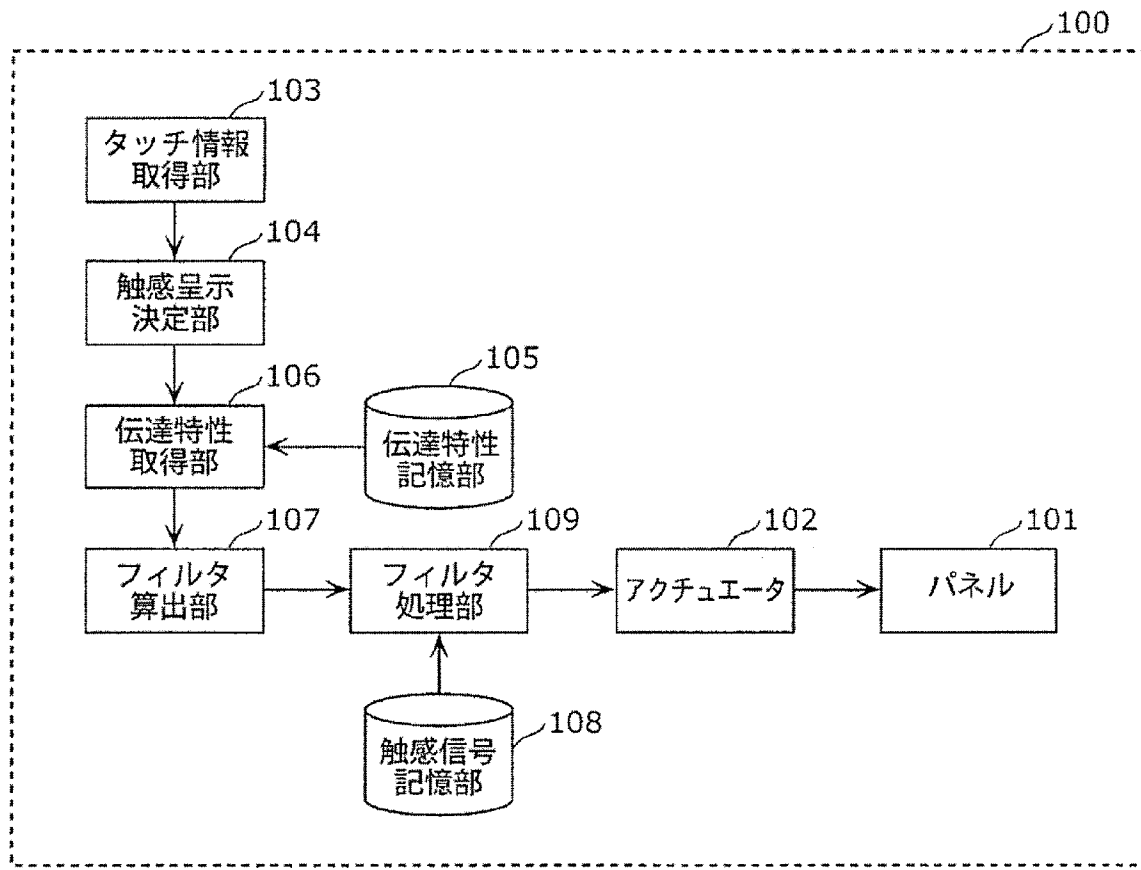 100
103
タッチ情報
取得部
104
触感呈示
決定部
106
伝達特性
取得部
105
伝達特性
記憶部
107
フィルタ
算出部
109
フィルタ
処理部
102
アクチュエータ
101
パネル
108
触感信号
記憶部